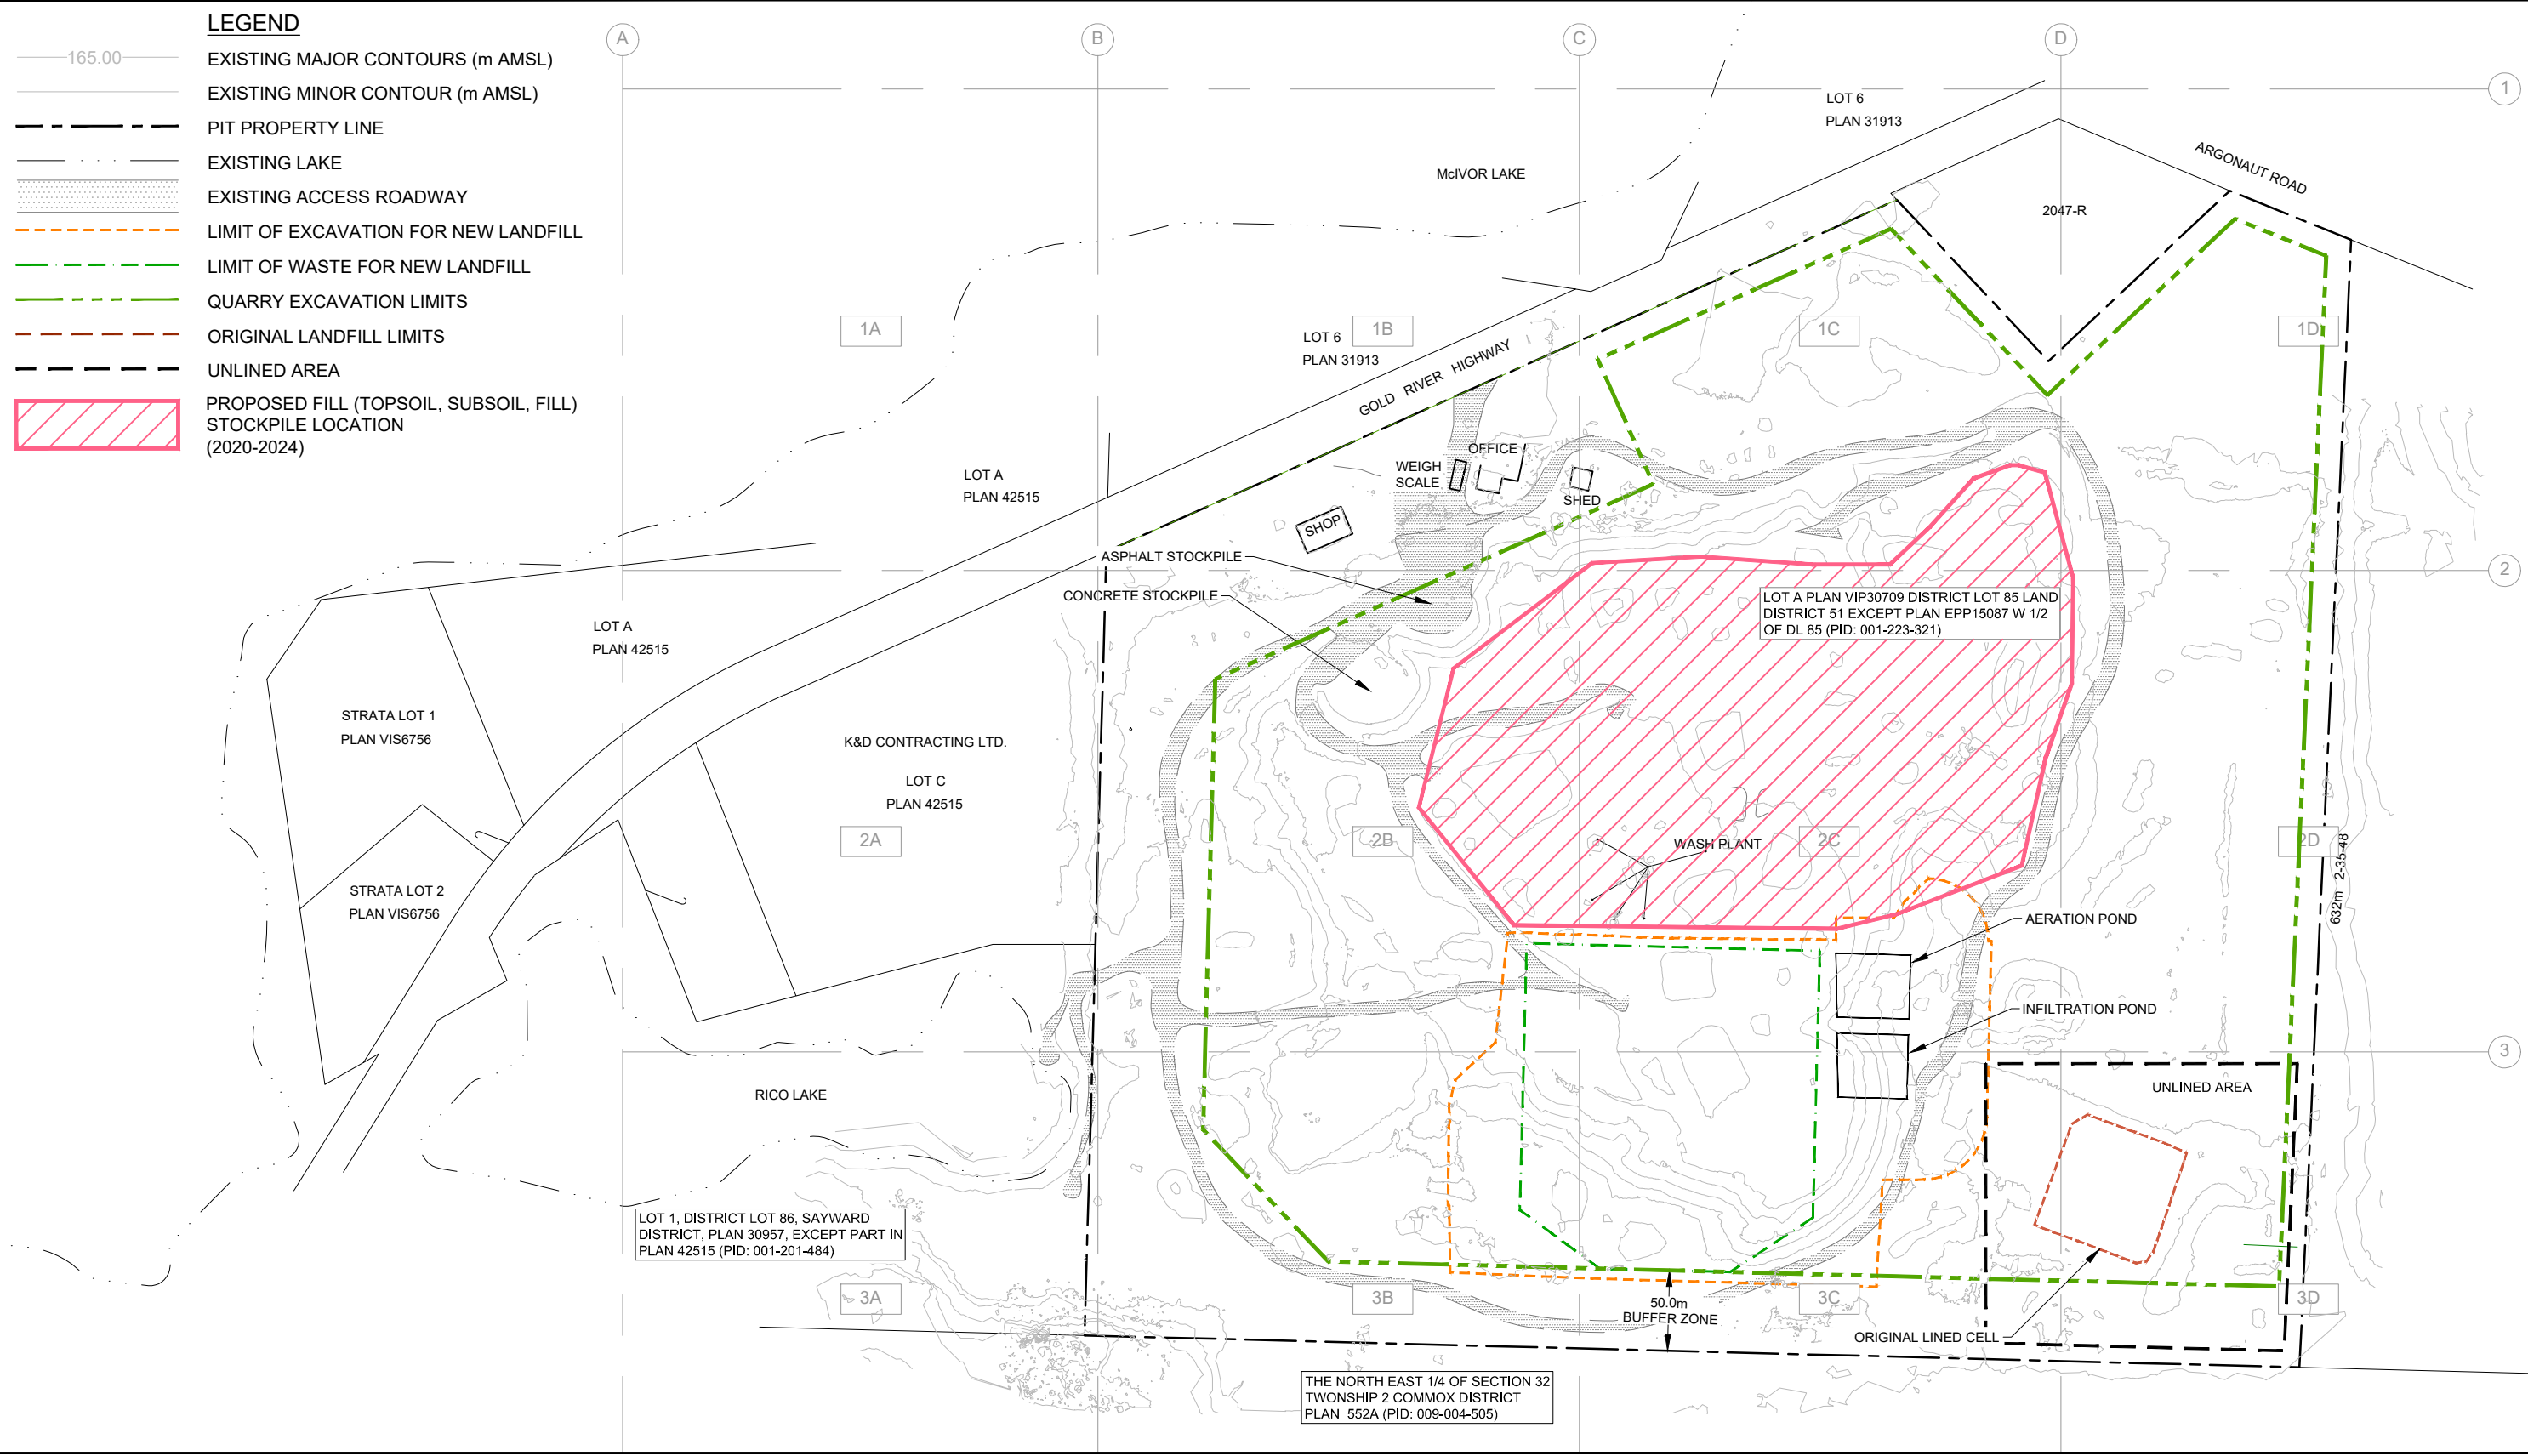 LEGEND
165.00
EXISTING MAJOR CONTOURS (m AMSL)
EXISTING MINOR CONTOUR (m AMSL)
PIT PROPERTY LINE
EXISTING LAKE
EXISTING ACCESS ROADWAY
LIMIT OF EXCAVATION FOR NEW LANDFILL
LIMIT OF WASTE FOR NEW LANDFILL
QUARRY EXCAVATION LIMITS
ORIGINAL LANDFILL LIMITS
UNLINED AREA
PROPOSED FILL (TOPSOIL, SUBSOIL, FILL)
STOCKPILE LOCATION
(2020-2024)
A
B
C
D
1
LOT 6
PLAN 31913
ARGONAUT ROAD
McIVOR LAKE
2047-R
1A
1B
1C
1D
LOT 6
PLAN 31913
GOLD RIVER HIGHWAY
OFFICE
WEIGH
SCALE
SHED
SHOP
LOT A
PLAN 42515
ASPHALT STOCKPILE
CONCRETE STOCKPILE
2
LOT A PLAN VIP30709 DISTRICT LOT 85 LAND
DISTRICT 51 EXCEPT PLAN EPP15087 W 1/2
OF DL 85 (PID: 001-223-321)
LOT A
PLAN 42515
STRATA LOT 1
PLAN VIS6756
K&D CONTRACTING LTD.
LOT C
PLAN 42515
2A
2B
WASH PLANT
2C
2D
632m 2-35-48
STRATA LOT 2
PLAN VIS6756
AERATION POND
INFILTRATION POND
3
UNLINED AREA
RICO LAKE
LOT 1, DISTRICT LOT 86, SAYWARD
DISTRICT, PLAN 30957, EXCEPT PART IN
PLAN 42515 (PID: 001-201-484)
3A
3B
50.0m
BUFFER ZONE
3C
3D
ORIGINAL LINED CELL
THE NORTH EAST 1/4 OF SECTION 32
TWONSHIP 2 COMMOX DISTRICT
PLAN 552A (PID: 009-004-505)